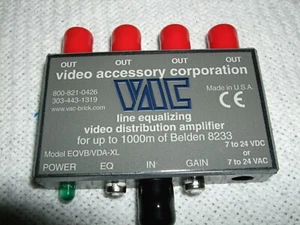 OUT OUT OUT OUT
video accessory corporation
800-821-0426
303-443-1319
www.vac-brick.com
VAC
Made in U.S.A.
CE
line equalizing
video distribution amplifier
for up to 1000m of Belden 8233
Model EQVB/VDA-XL
7 to 24 VDC
or
7 to 24 VAC
POWER EQ IN GAIN